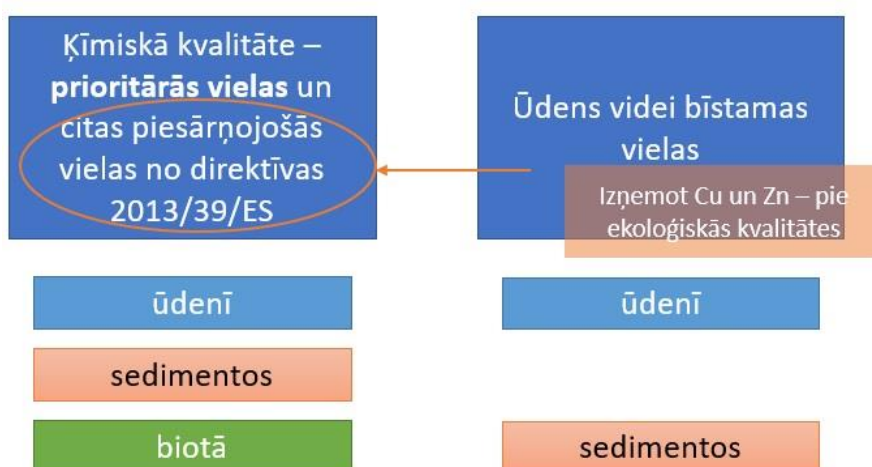 Ķīmiskā kvalitāte –
prioritārās vielas un
citas piesārņojošās
vielas no direktīvas
2013/39/ES
Ūdens videi bīstamas
vielas
Izņemot Cu un Zn – pie
ekoloģiskās kvalitātes
ūdenī
ūdenī
sedimentos
biotā
sedimentos